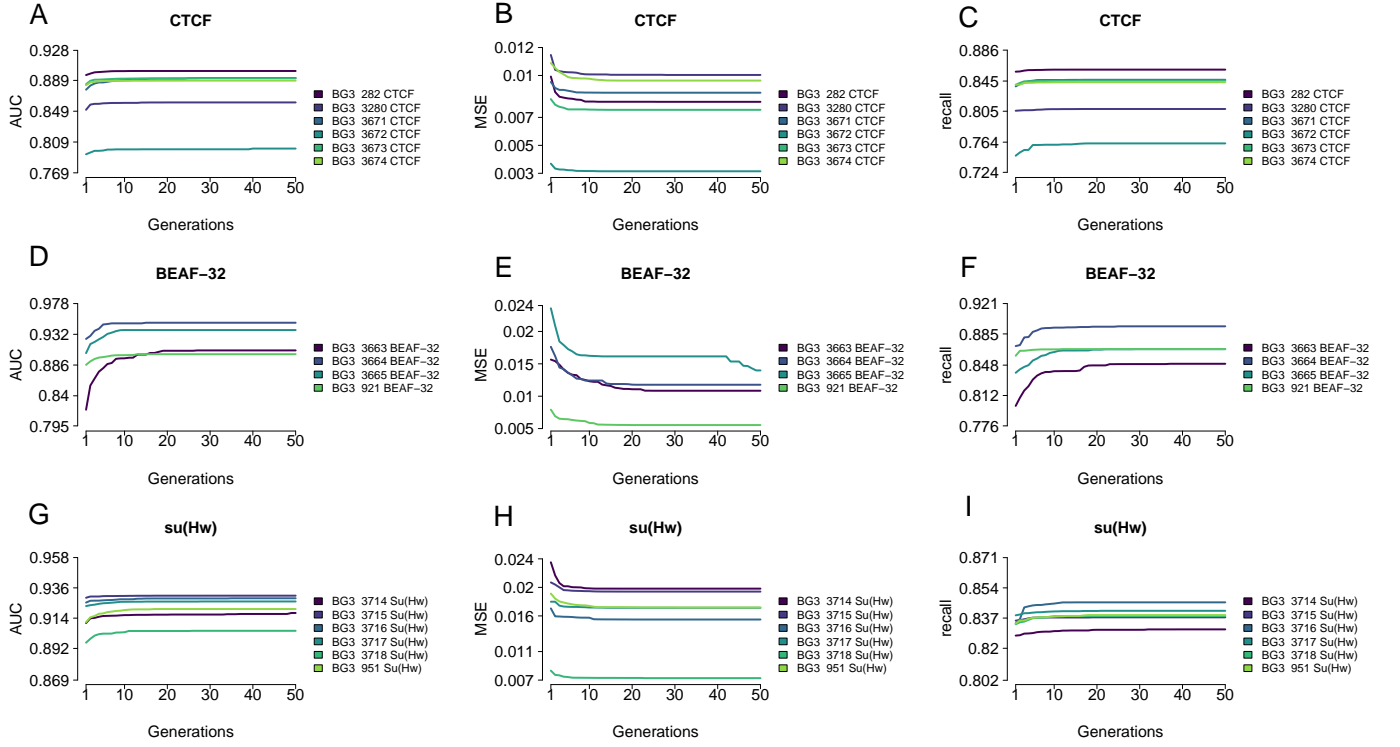 A
CTCF
AUC
0.928
0.889
0.849
0.809
0.769
1 10 20 30 40 50
Generations
BG3 282 CTCF
BG3 3280 CTCF
BG3 3671 CTCF
BG3 3672 CTCF
BG3 3673 CTCF
BG3 3674 CTCF
B
CTCF
MSE
0.012
0.01
0.007
0.005
0.003
1 10 20 30 40 50
Generations
BG3 282 CTCF
BG3 3280 CTCF
BG3 3671 CTCF
BG3 3672 CTCF
BG3 3673 CTCF
BG3 3674 CTCF
C
CTCF
recall
0.886
0.845
0.805
0.764
0.724
1 10 20 30 40 50
Generations
BG3 282 CTCF
BG3 3280 CTCF
BG3 3671 CTCF
BG3 3672 CTCF
BG3 3673 CTCF
BG3 3674 CTCF
D
BEAF−32
AUC
0.978
0.932
0.886
0.84
0.795
1 10 20 30 40 50
Generations
BG3 3663 BEAF−32
BG3 3664 BEAF−32
BG3 3665 BEAF−32
BG3 921 BEAF−32
E
BEAF−32
MSE
0.024
0.02
0.015
0.01
0.005
1 10 20 30 40 50
Generations
BG3 3663 BEAF−32
BG3 3664 BEAF−32
BG3 3665 BEAF−32
BG3 921 BEAF−32
F
BEAF−32
recall
0.921
0.885
0.848
0.812
0.776
1 10 20 30 40 50
Generations
BG3 3663 BEAF−32
BG3 3664 BEAF−32
BG3 3665 BEAF−32
BG3 921 BEAF−32
G
su(Hw)
AUC
0.958
0.936
0.914
0.892
0.869
1 10 20 30 40 50
Generations
BG3 3714 Su(Hw)
BG3 3715 Su(Hw)
BG3 3716 Su(Hw)
BG3 3717 Su(Hw)
BG3 3718 Su(Hw)
BG3 951 Su(Hw)
H
su(Hw)
MSE
0.024
0.02
0.016
0.011
0.007
1 10 20 30 40 50
Generations
BG3 3714 Su(Hw)
BG3 3715 Su(Hw)
BG3 3716 Su(Hw)
BG3 3717 Su(Hw)
BG3 3718 Su(Hw)
BG3 951 Su(Hw)
I
su(Hw)
recall
0.871
0.854
0.837
0.82
0.802
1 10 20 30 40 50
Generations
BG3 3714 Su(Hw)
BG3 3715 Su(Hw)
BG3 3716 Su(Hw)
BG3 3717 Su(Hw)
BG3 3718 Su(Hw)
BG3 951 Su(Hw)